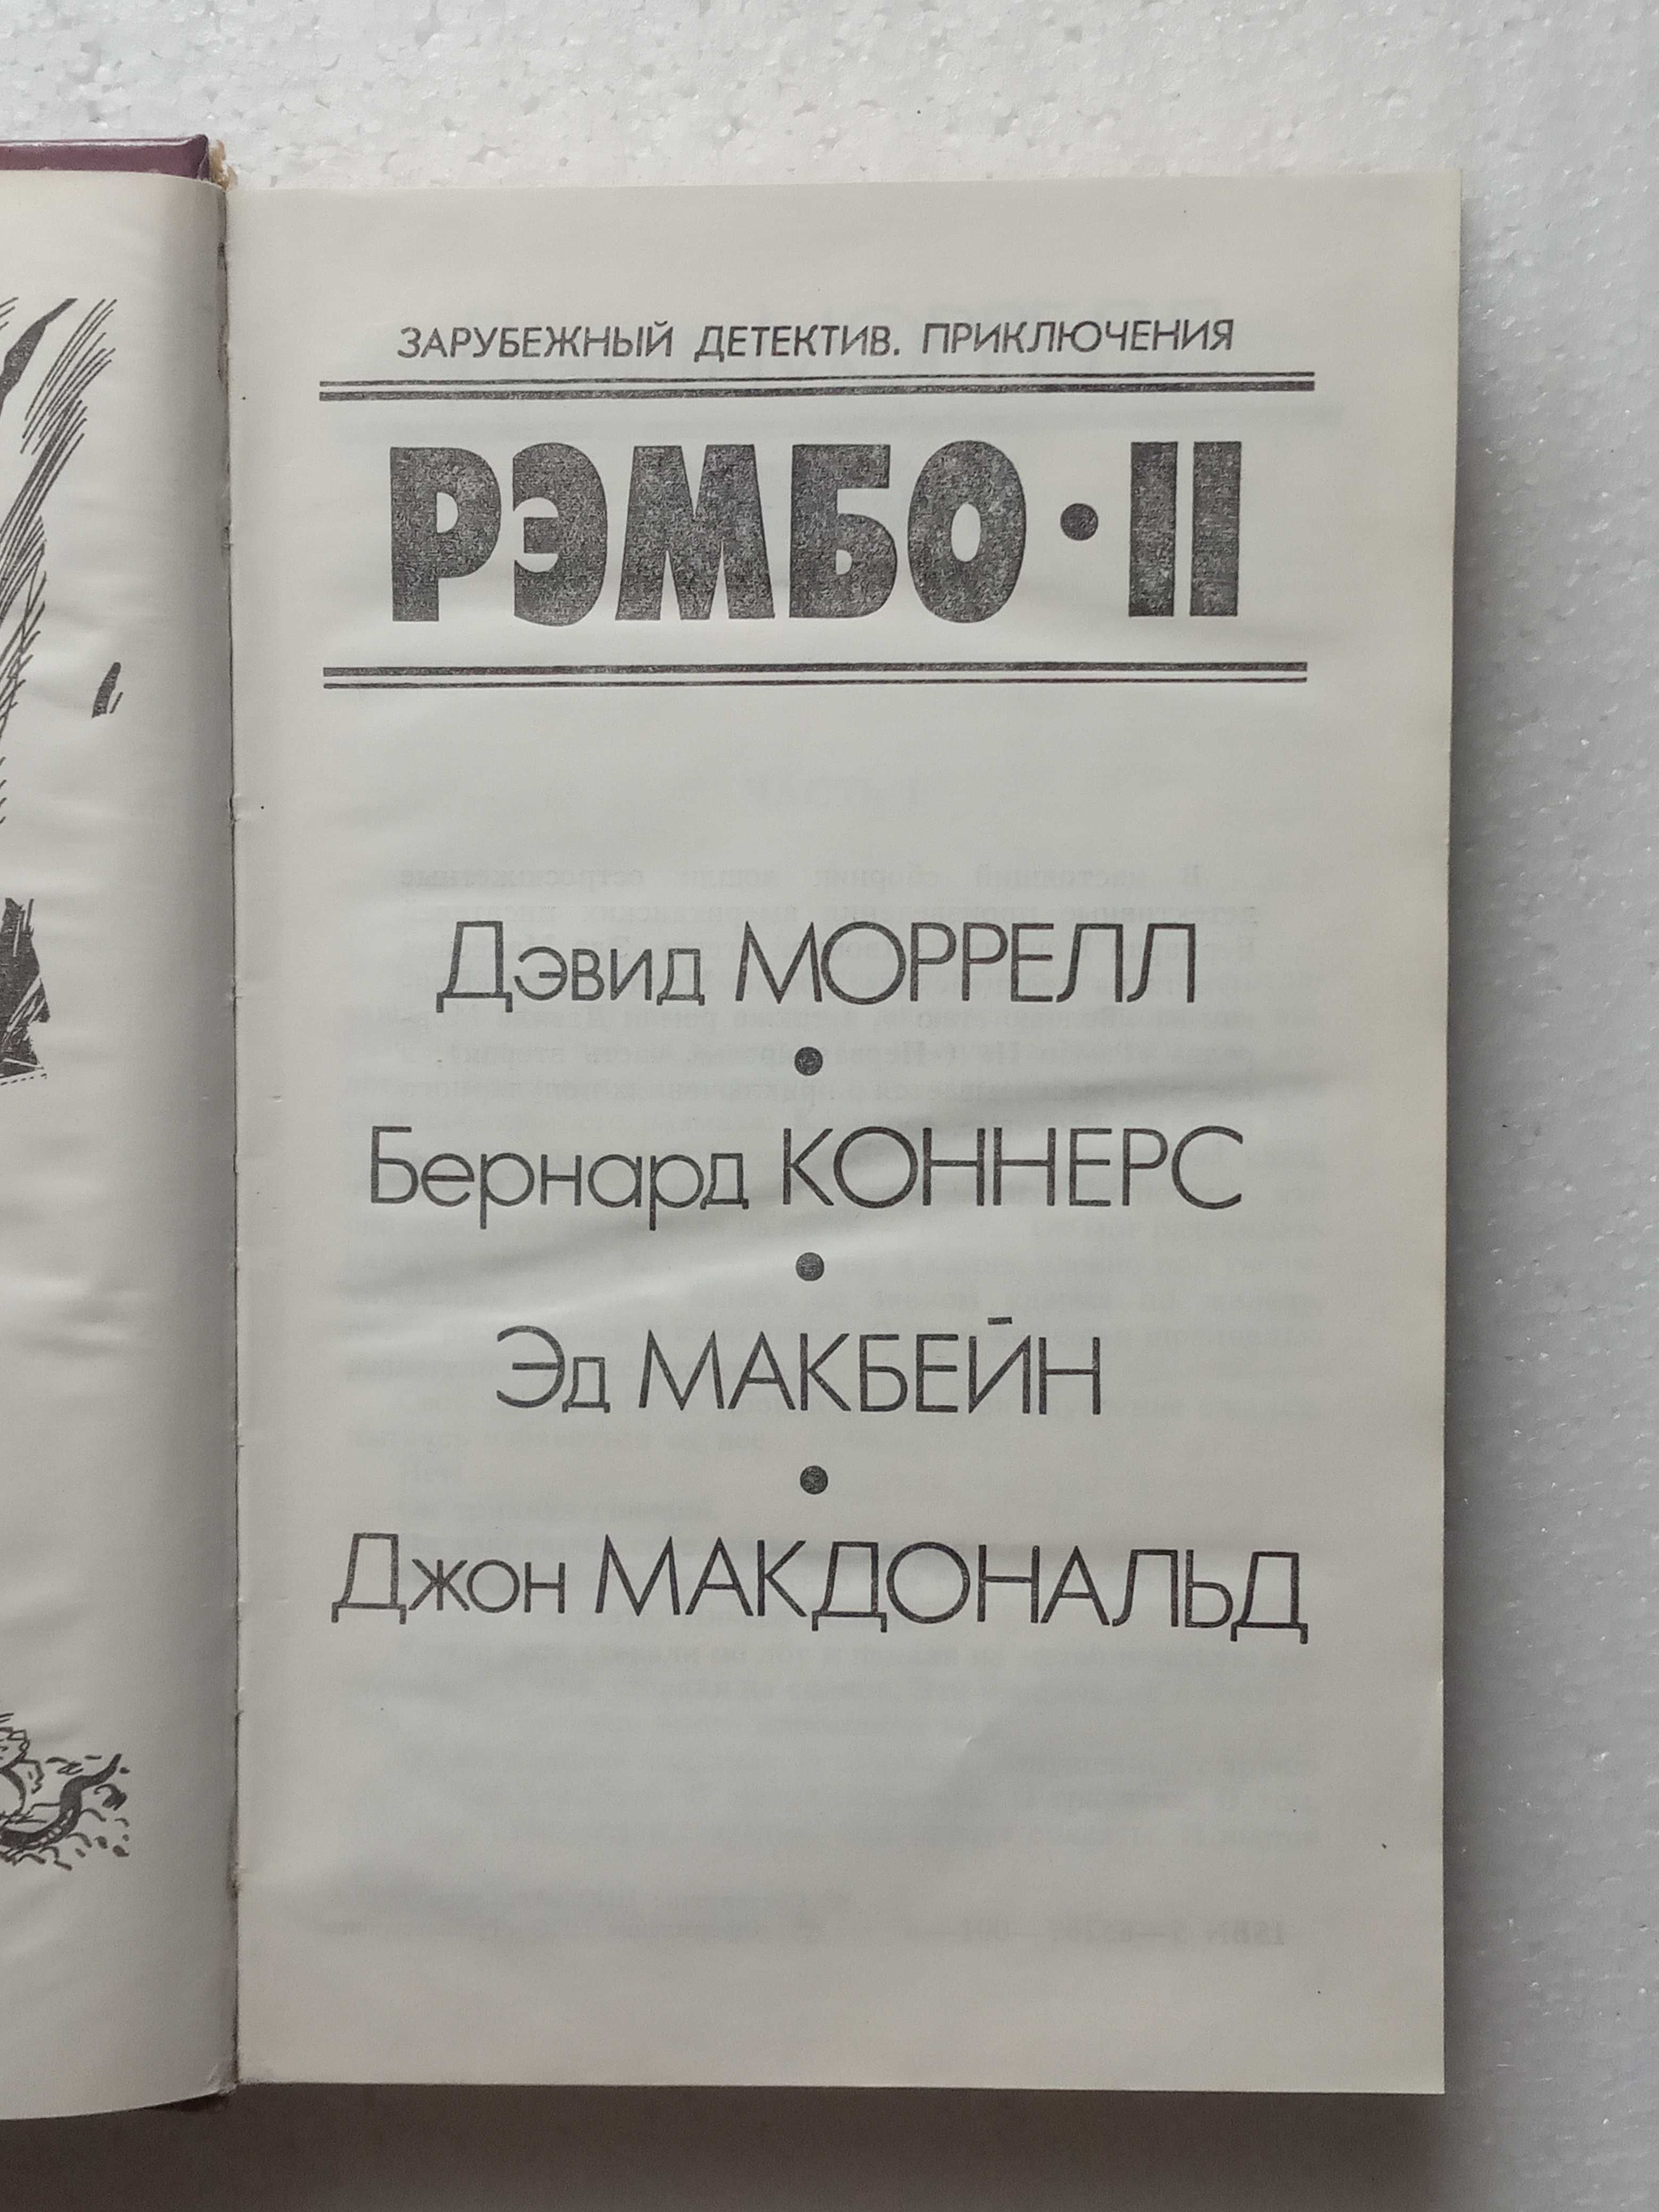 ЗАРУБЕЖНЫЙ ДЕТЕКТИВ. ПРИКЛЮЧЕНИЯ
РЭМБО • II
Дэвид МОРРЕЛЛ
•
Бернард КОННЕРС
•
Эд МАКБЕЙН
•
Джон МАКДОНАЛЬД